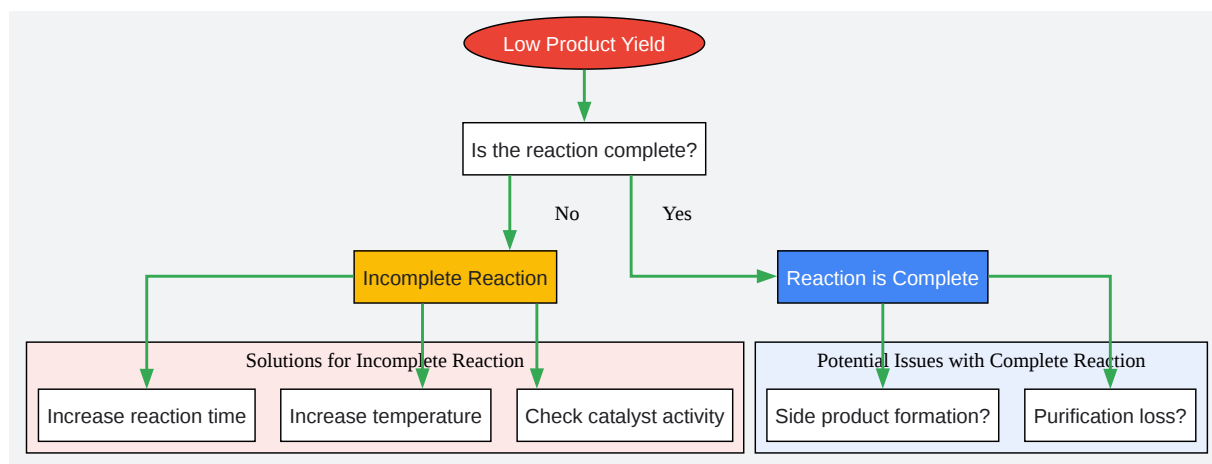 Low Product Yield
Is the reaction complete?
No
Yes
Incomplete Reaction
Reaction is Complete
Solutions for Incomplete Reaction
Potential Issues with Complete Reaction
Increase reaction time
Increase temperature
Check catalyst activity
Side product formation?
Purification loss?